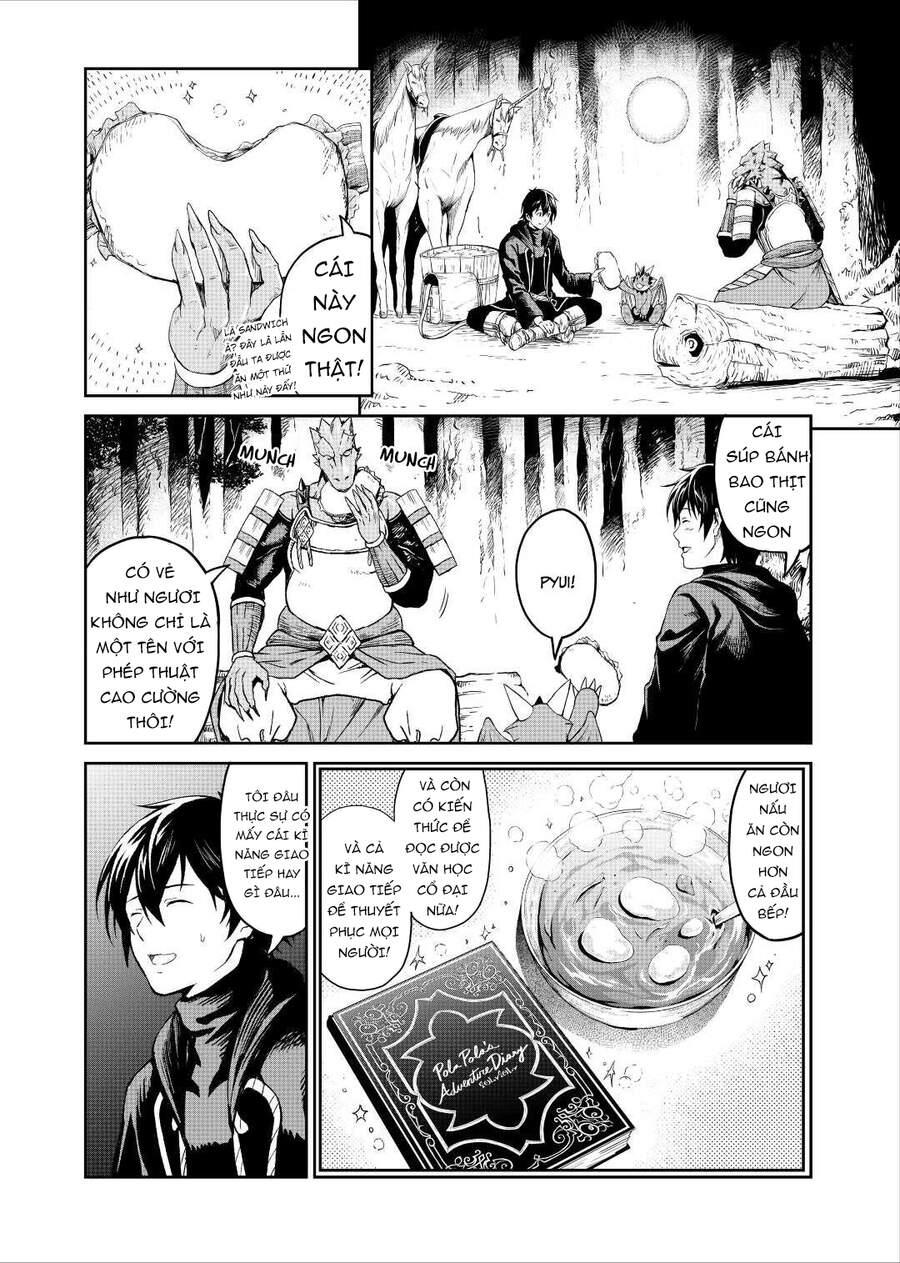 CÁI
NÀY
NGON
THẬT!
LÀ SANDWICH
À? ĐÂY LÀ LẦN
ĐẦU TA ĐƯỢC
ĂN MỘT THỨ
NHƯ NÀY ĐẤY!
CÁI
SÚP BÁNH
BAO THỊT
CŨNG
NGON
MUNCH
MUNCH
PYUI!
CÓ VẺ
NHƯ NGƯƠI
KHÔNG CHỈ LÀ
MỘT TÊN VỚI
PHÉP THUẬT
CAO CƯỜNG
THÔI!
NGƯƠI
NẤU
ĂN CÒN
NGON
HƠN
CẢ ĐẦU
BẾP!
VÀ CÒN
CÓ KIẾN
THỨC ĐỂ
ĐỌC ĐƯỢC
VĂN HỌC
CỔ ĐẠI
NỮA!
VÀ CẢ
KĨ NĂNG
GIAO TIẾP
ĐỂ THUYẾT
PHỤC MỌI
NGƯỜI!
Pola Pola's
Adventure Diary
TÔI ĐÂU
THỰC SỰ CÓ
MẤY CÁI KĨ
NĂNG GIAO
TIẾP HAY
GÌ ĐÂU...